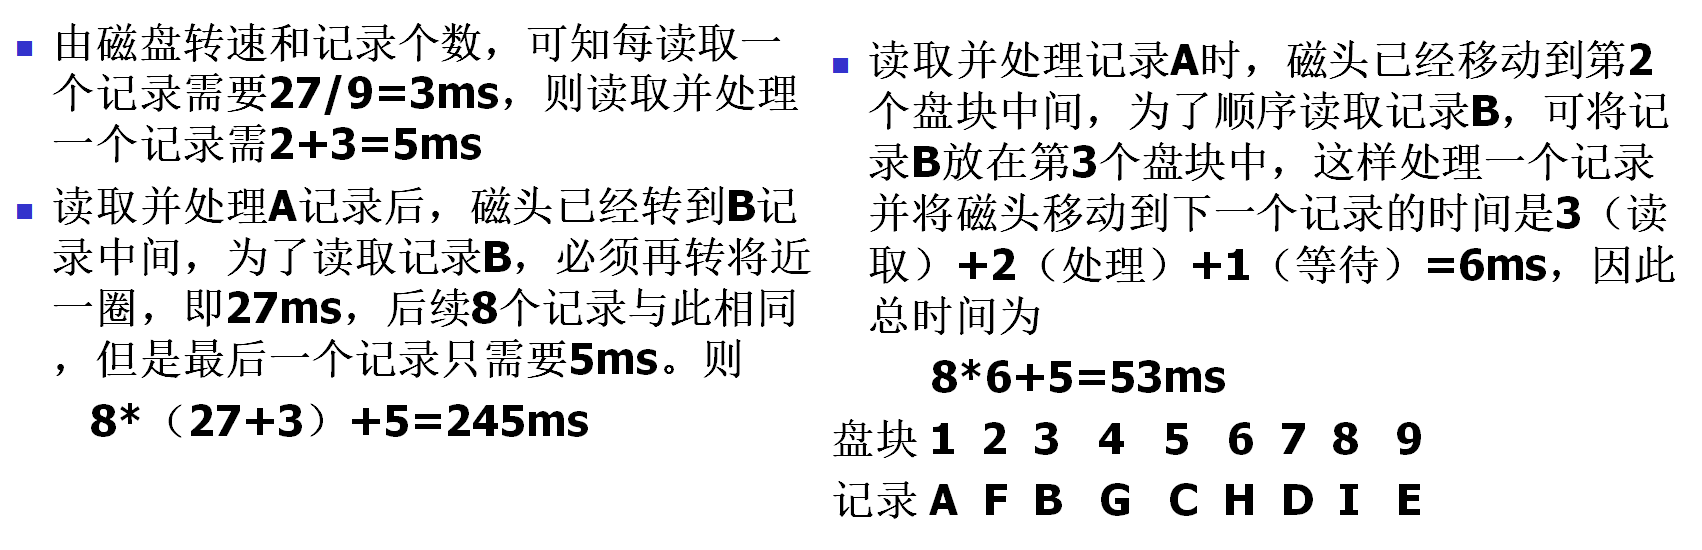 由磁盘转速和记录个数，可知每读取一
个记录需要27/9=3ms，则读取并处理
一个记录需2+3=5ms
读取并处理A记录后，磁头已经转到B记
录中间，为了读取记录B，必须再转将近
一圈，即27ms，后续8个记录与此相同
，但是最后一个记录只需要5ms。则
8*（27+3）+5=245ms
读取并处理记录A时，磁头已经移动到第2
个盘块中间，为了顺序读取记录B，可将记
录B放在第3个盘块中，这样处理一个记录
并将磁头移动到下一个记录的时间是3（读
取）+2（处理）+1（等待）=6ms，因此
总时间为
8*6+5=53ms
盘块 1 2 3 4 5 6 7 8 9
记录 A F B G C H D I E